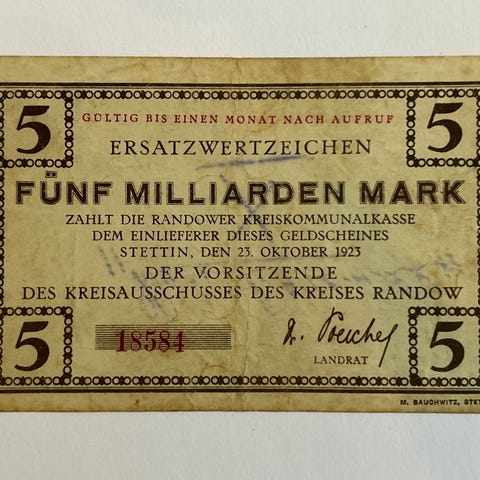 5 5
GÜLTIG BIS EINEN MONAT NACH AUFRUF
ERSATZWERTZEICHEN
FÜNF MILLIARDEN MARK
ZAHLT DIE RANDOWER KREISKOMMUNALKASSE
DEM EINLIEFERER DIESES GELDSCHEINES
STETTIN, DEN 23. OKTOBER 1923
DER VORSITZENDE
DES KREISAUSSCHUSSES DES KREISES RANDOW
5 5
18584
LANDRAT
M. BAUCHWITZ, STET